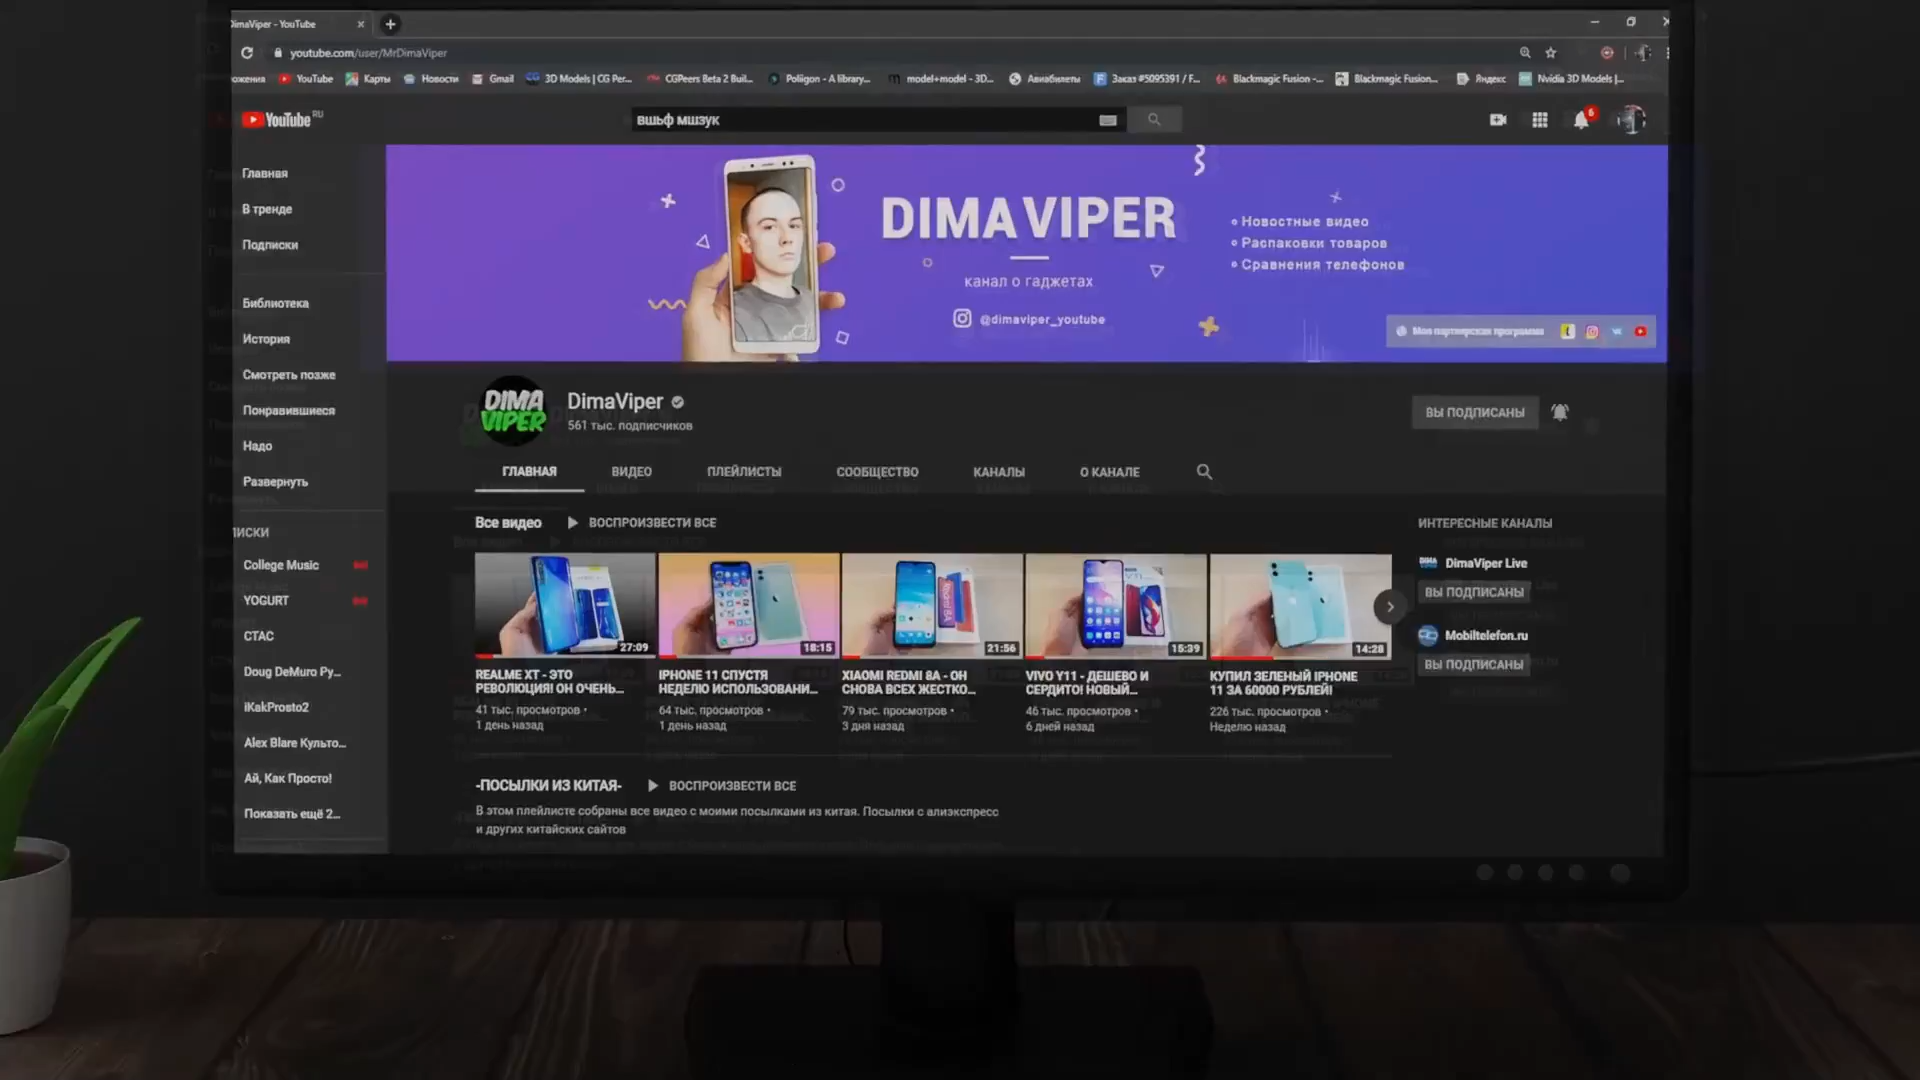 DimaViper - YouTube
youtube.com/user/MrDimaViper
YouTube Карты Новости Gmail 3D Models | CG Per... CGPeers Beta 2 Buil... Poliigon - A library... model+model - 3D... Авиабилеты Заказ #5095391 / F... Blackmagic Fusion -... Blackmagic Fusion... Яндекс Nvidia 3D Models |...
YouTube RU
вшьф мшзук
6
Главная
В тренде
Подписки
Библиотека
История
Смотреть позже
Понравившиеся
Надо
Развернуть
ПИСКИ
College Music
YOGURT
СТАС
Doug DeMuro Ру...
iKakProsto2
Alex Blare Культо...
Ай, Как Просто!
Показать ещё 2...
DIMAVIPER
канал о гаджетах
@dimaviper_youtube
Новостные видео
Распаковки товаров
Сравнения телефонов
Моя партнерская программа
DIMA
VIPER
DimaViper
561 тыс. подписчиков
ВЫ ПОДПИСАНЫ
ГЛАВНАЯ ВИДЕО ПЛЕЙЛИСТЫ СООБЩЕСТВО КАНАЛЫ О КАНАЛЕ
Все видео ВОСПРОИЗВЕСТИ ВСЕ
27:09
REALME XT - ЭТО
РЕВОЛЮЦИЯ! ОН ОЧЕНЬ...
41 тыс. просмотров •
1 день назад
18:15
IPHONE 11 СПУСТЯ
НЕДЕЛЮ ИСПОЛЬЗОВАНИ...
64 тыс. просмотров •
1 день назад
21:56
XIAOMI REDMI 8A - ОН
СНОВА ВСЕХ ЖЕСТКО...
79 тыс. просмотров •
3 дня назад
15:39
VIVO Y11 - ДЕШЕВО И
СЕРДИТО! НОВЫЙ...
46 тыс. просмотров •
6 дней назад
14:28
КУПИЛ ЗЕЛЕНЫЙ IPHONE
11 ЗА 60000 РУБЛЕЙ!
226 тыс. просмотров •
Неделю назад
ИНТЕРЕСНЫЕ КАНАЛЫ
DimaViper Live
ВЫ ПОДПИСАНЫ
Mobiltelefon.ru
ВЫ ПОДПИСАНЫ
-ПОСЫЛКИ ИЗ КИТАЯ- ВОСПРОИЗВЕСТИ ВСЕ
В этом плейлисте собраны все видео с моими посылками из китая. Посылки с алиэкспресс
и других китайских сайтов